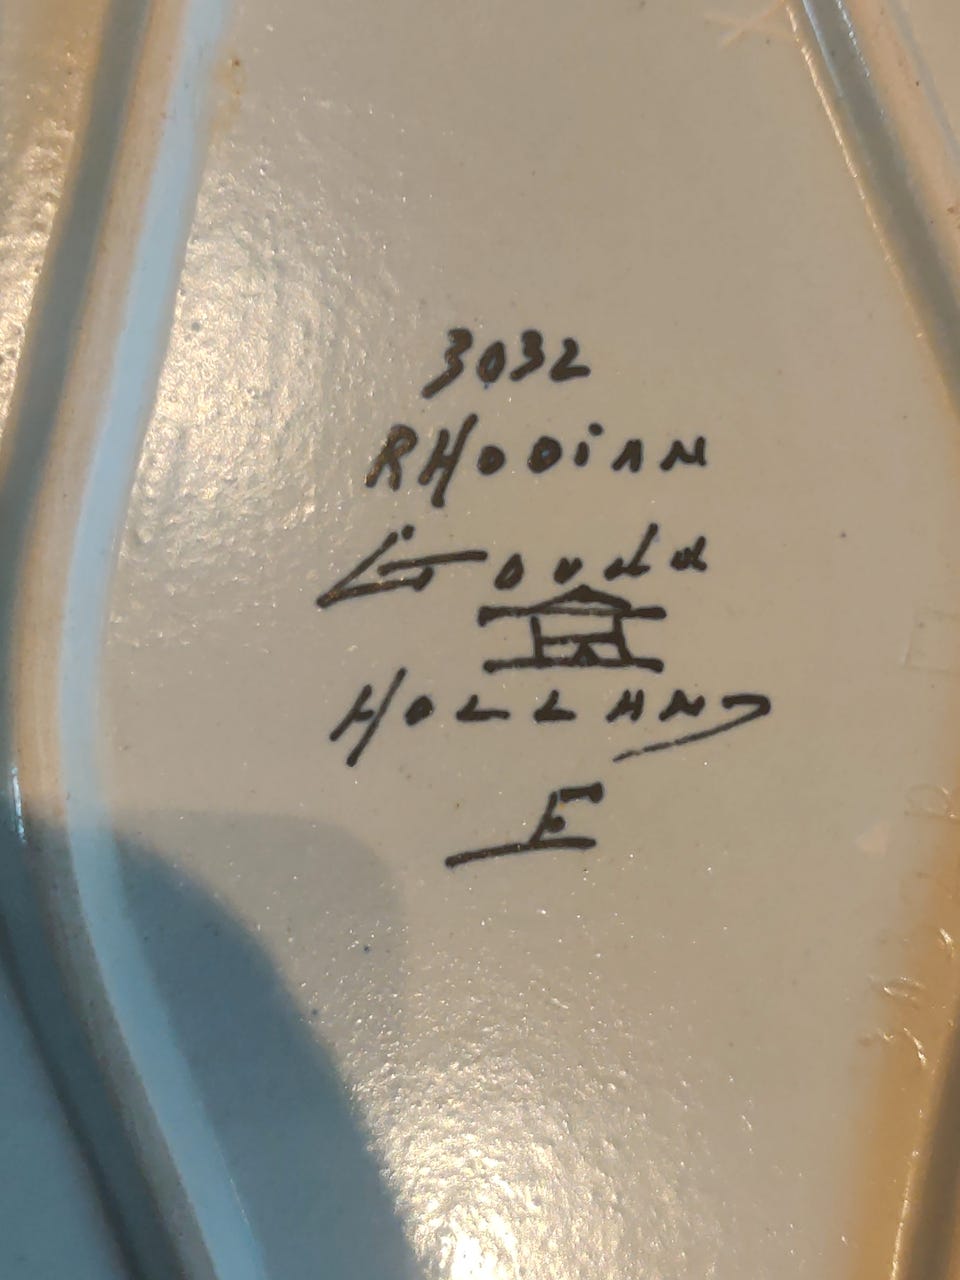 3032
RHODIAN
Gouda
HOLLAND
E